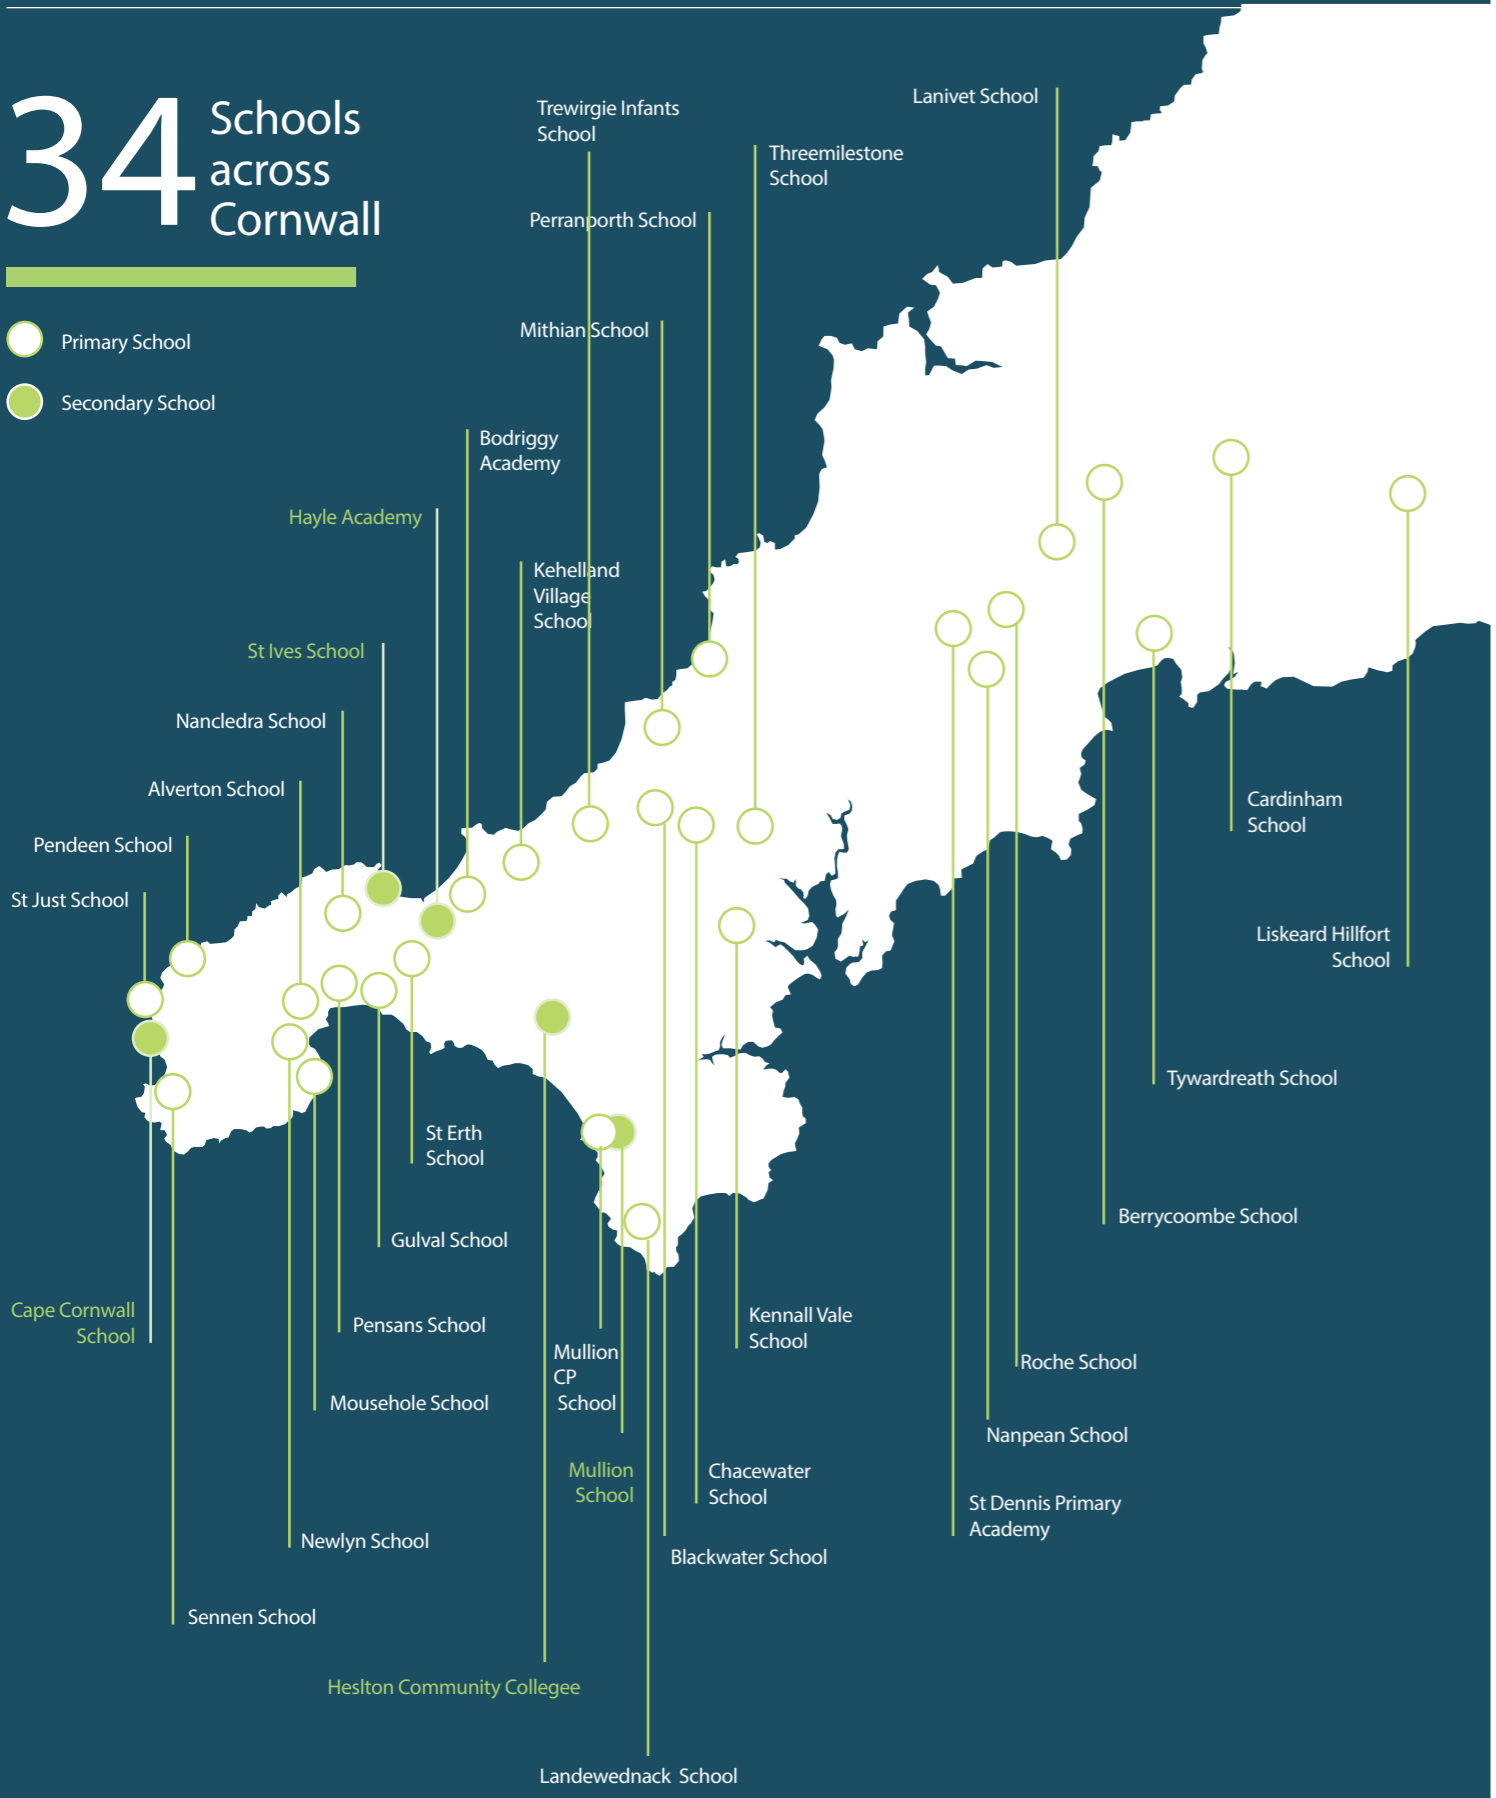 34
Schools
across
Cornwall
Primary School
Secondary School
Trewirgie Infants
School
Lanivet School
Threemilestone
School
Perranporth School
Mithian School
Bodriggy
Academy
Hayle Academy
Kehelland
Village
School
St Ives School
Nancledra School
Alverton School
Pendeen School
St Just School
Cardinham
School
Liskeard Hillfort
School
Tywardreath School
St Erth
School
Berrycoombe School
Gulval School
Cape Cornwall
School
Pensans School
Kennall Vale
School
Mullion
CP
School
Roche School
Mousehole School
Nanpean School
Mullion
School
Chacewater
School
St Dennis Primary
Academy
Newlyn School
Blackwater School
Sennen School
Heslton Community Collegee
Landewednack School